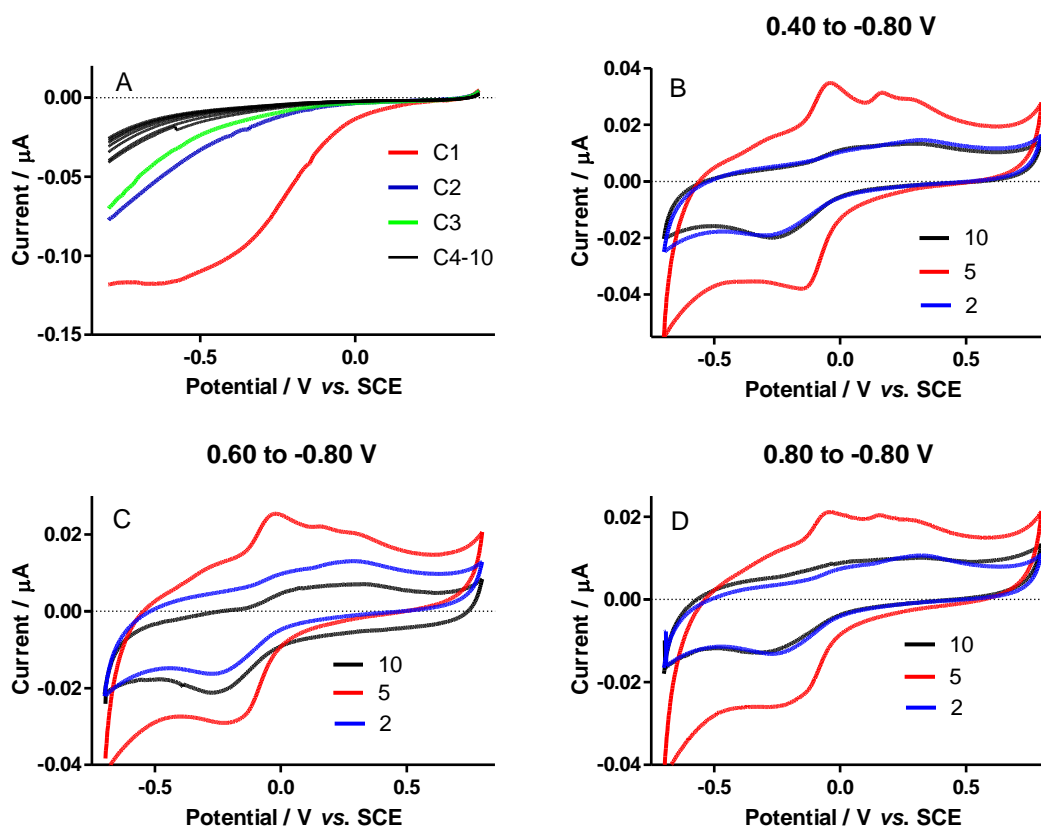 A
0.00
-0.05
-0.10
-0.15
Current / μA
C1
C2
C3
C4-10
-0.5
0.0
Potential / V vs. SCE
0.40 to -0.80 V
B
0.04
0.02
0.00
-0.02
-0.04
Current / μA
10
5
2
-0.5
0.0
0.5
Potential / V vs. SCE
0.60 to -0.80 V
C
0.02
0.00
-0.02
-0.04
Current / μA
10
5
2
-0.5
0.0
0.5
Potential / V vs. SCE
0.80 to -0.80 V
D
0.02
0.00
-0.02
-0.04
Current / μA
10
5
2
-0.5
0.0
0.5
Potential / V vs. SCE